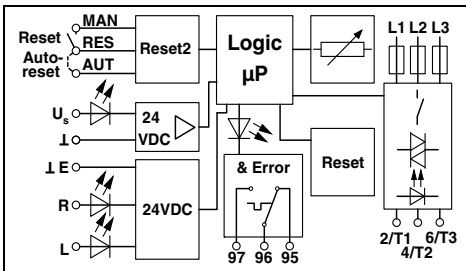 MAN
Reset
RES
Reset2
Auto-
reset
AUT
Logic
µP
L1 L2 L3
Us
24
VDC
⊥
⊥ E
R
24VDC
L
& Error
Reset
97 96 95
2/T1 6/T3
4/T2